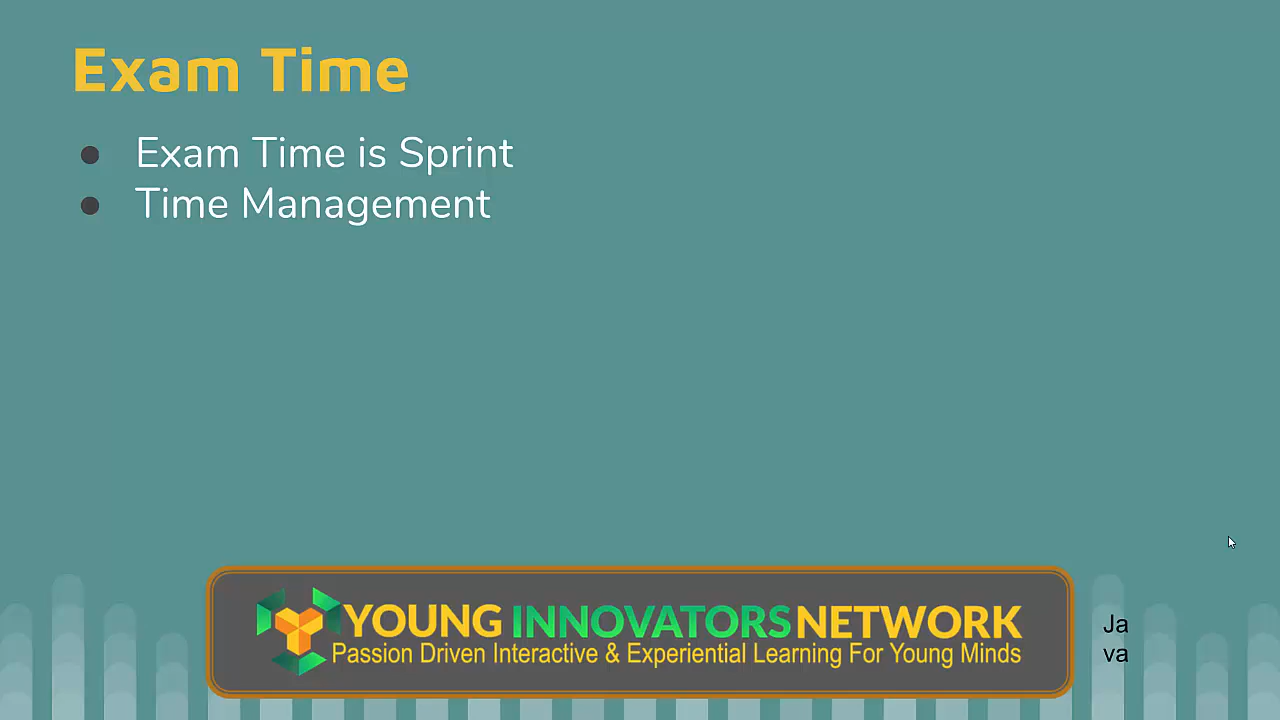 Exam Time
● Exam Time is Sprint
● Time Management
YOUNG INNOVATORS NETWORK
Passion Driven Interactive & Experiential Learning For Young Minds
Ja
va